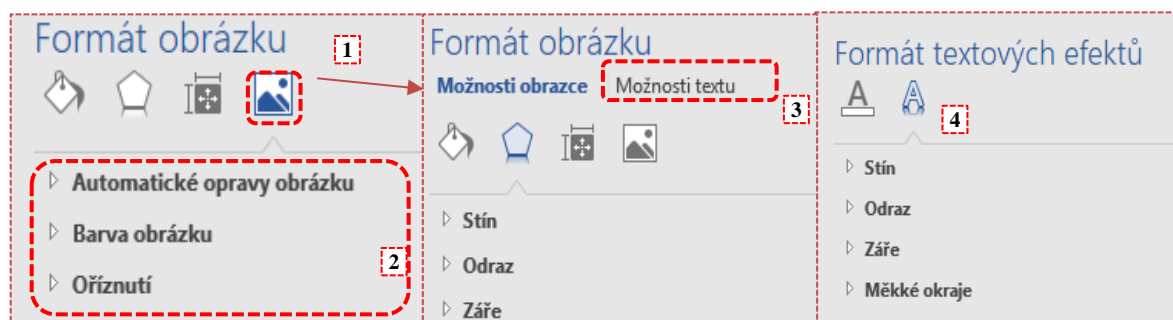 Formát obrázku
1
Automatické opravy obrázku
Barva obrázku
Oříznutí
2
Formát obrázku
Možnosti obrazce Možnosti textu
3
Stín
Odraz
Záře
Formát textových efektů
A A
4
Stín
Odraz
Záře
Měkké okraje